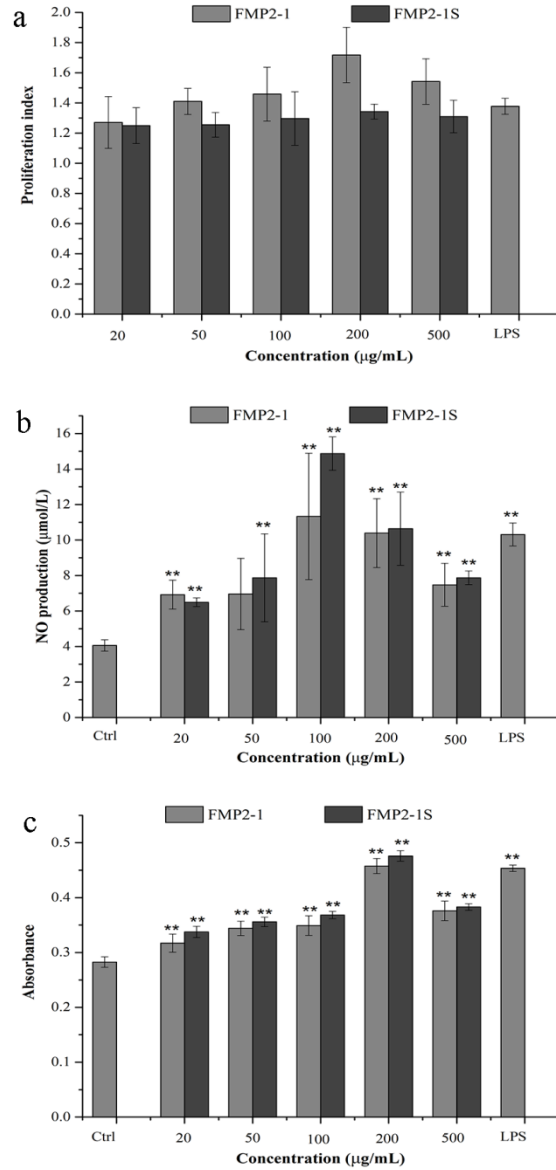 a
FMP2-1 FMP2-1S
2.0
1.8
1.6
1.4
1.2
1.0
0.8
0.6
0.4
0.2
0.0
Proliferation index
20 50 100 200 500 LPS
Concentration (μg/mL)
b
FMP2-1 FMP2-1S
16
14
12
10
8
6
4
2
0
NO production (μmol/L)
** ** ** ** ** ** ** ** ** **
Ctrl 20 50 100 200 500 LPS
Concentration (μg/mL)
c
FMP2-1 FMP2-1S
0.5
0.4
0.3
0.2
0.1
0.0
Absorbance
** ** ** ** ** ** ** ** ** ** **
Ctrl 20 50 100 200 500 LPS
Concentration (μg/mL)